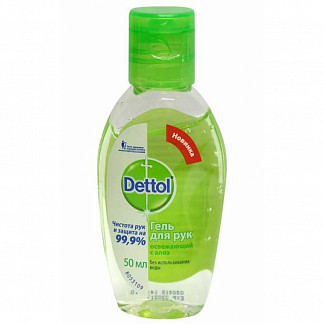 Новинка
Dettol
Чистота рук
и защита на
99,9%
Гель
для рук
освежающий
с алоэ
без использования
воды
50 мл